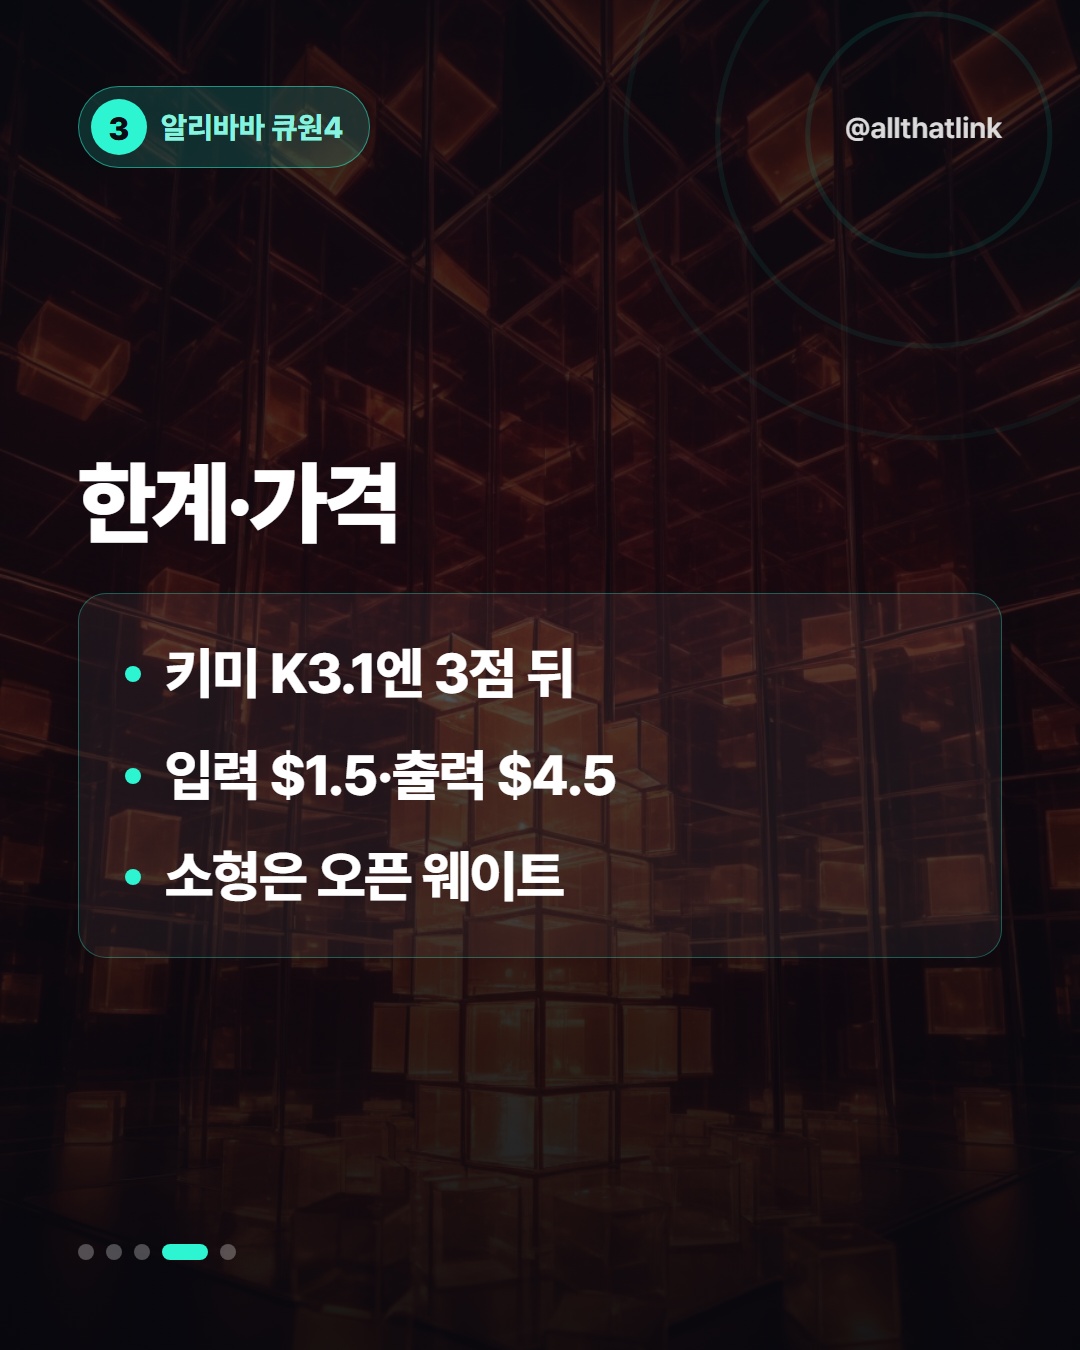 3 알리바바 큐원4
@allthatlink
한계·가격
키미 K3.1엔 3점 뒤
입력 $1.5·출력 $4.5
소형은 오픈 웨이트